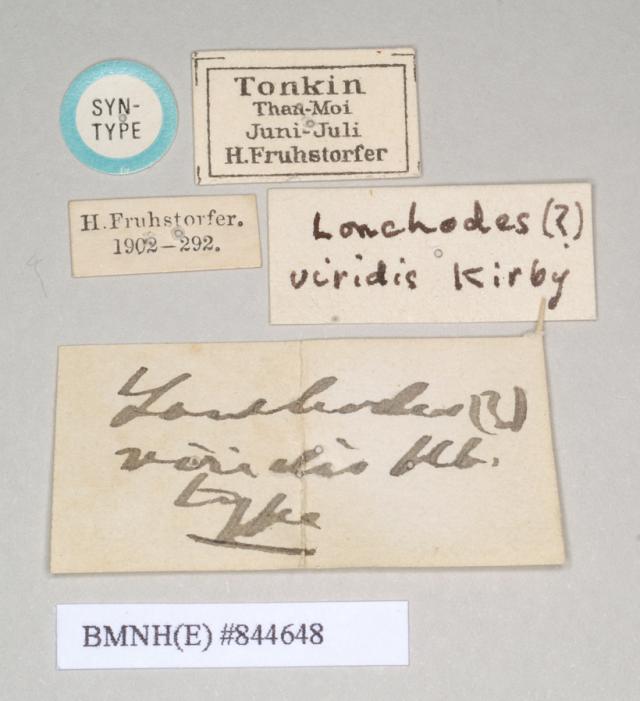 SYN-
TYPE
Tonkin
Than-Moi
Juni-Juli
H.Fruhstorfer
H.Fruhstorfer.
1902-292.
Lonchodes (?)
viridis Kirby
Lonchodes (?)
viridis Kb.
type
BMNH(E) #844648